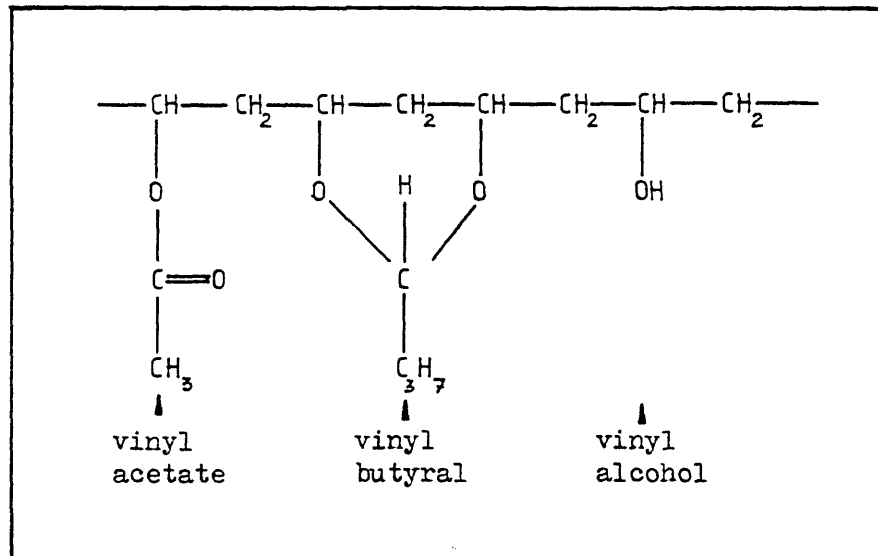 CH CH₂ CH CH₂ CH CH₂ CH CH₂
O O H O OH
C O C
CH₃ C₃H₇
vinyl vinyl vinyl
acetate butyral alcohol